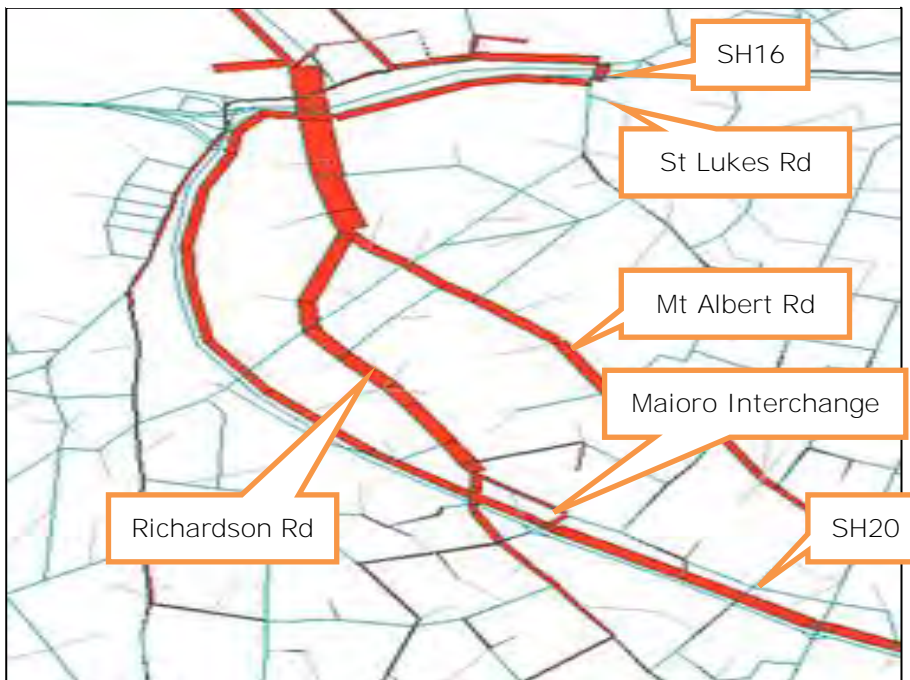 SH16
St Lukes Rd
Mt Albert Rd
Maioro Interchange
Richardson Rd
SH20